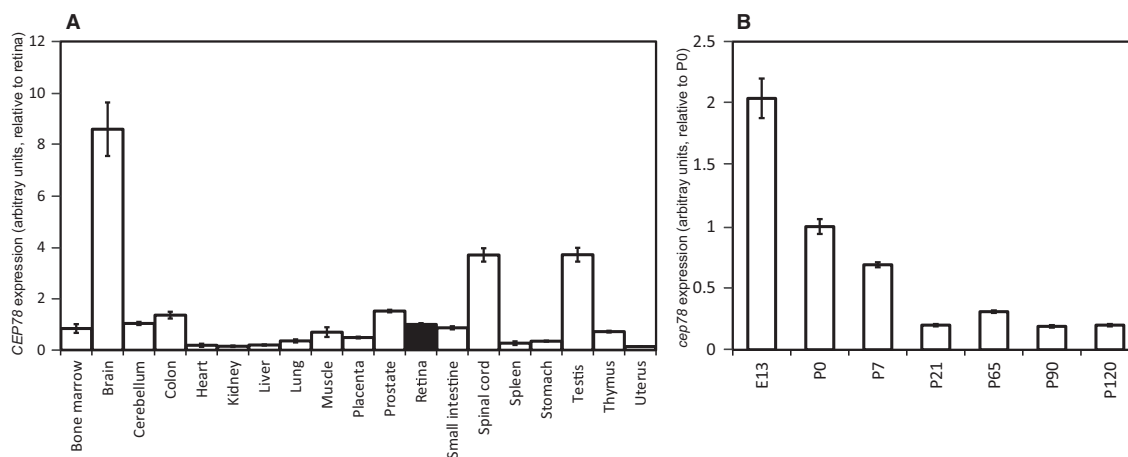 A
CEP78 expression (arbitray units, relative to retina)
12
10
8
6
4
2
0
Bone marrow
Brain
Cerebellum
Colon
Heart
Kidney
Liver
Lung
Muscle
Placenta
Prostate
Retina
Small intestine
Spinal cord
Spleen
Stomach
Testis
Thymus
Uterus
B
cep78 expression (arbitray units, relative to P0)
2.5
2
1.5
1
0.5
0
E13
P0
P7
P21
P65
P90
P120